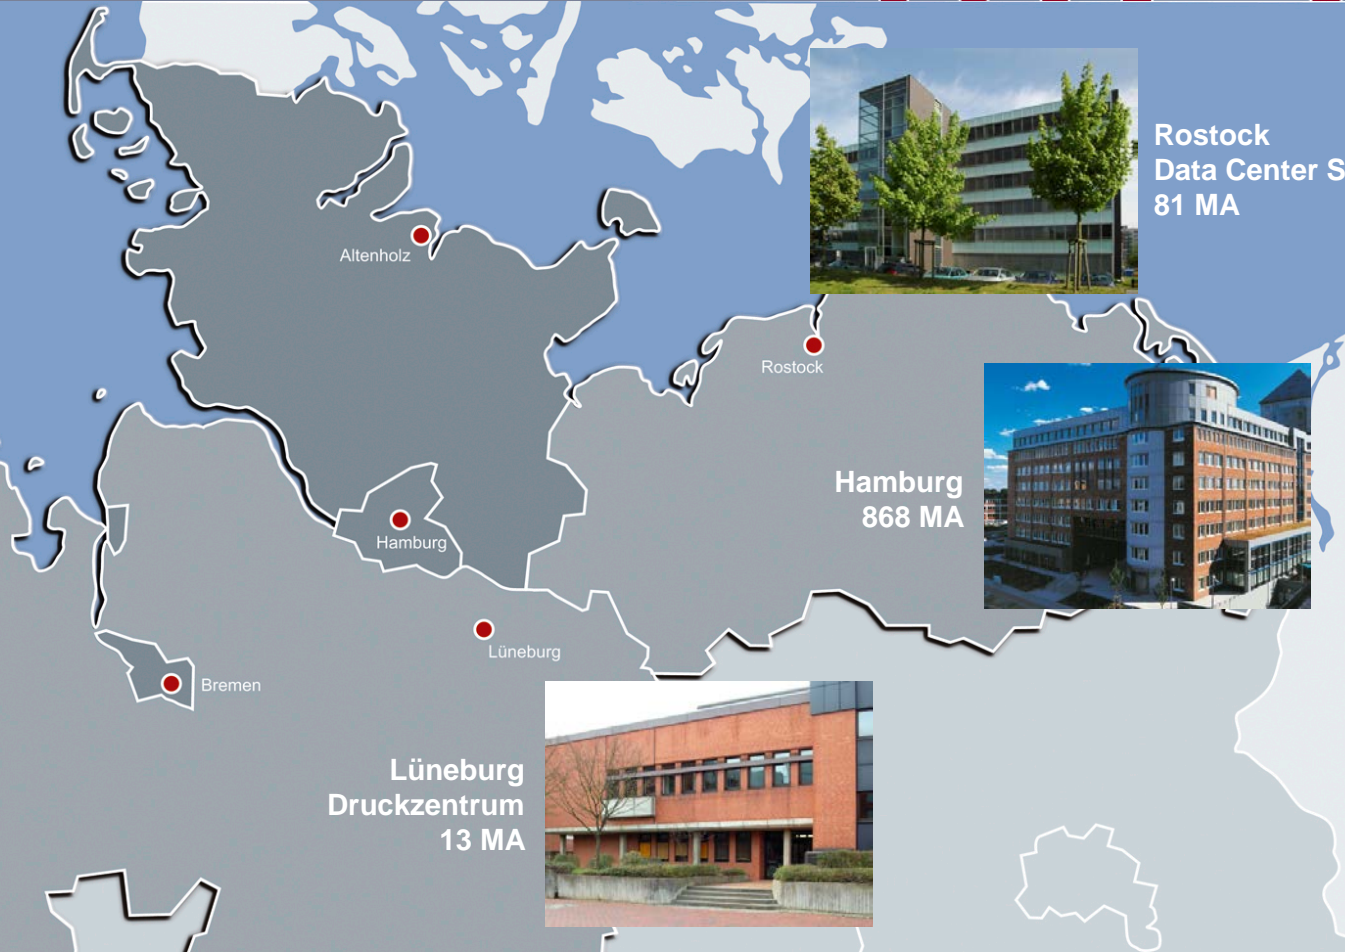 Rostock
Data Center S
81 MA
Altenholz
Rostock
Hamburg
868 MA
Hamburg
Lüneburg
Bremen
Lüneburg
Druckzentrum
13 MA